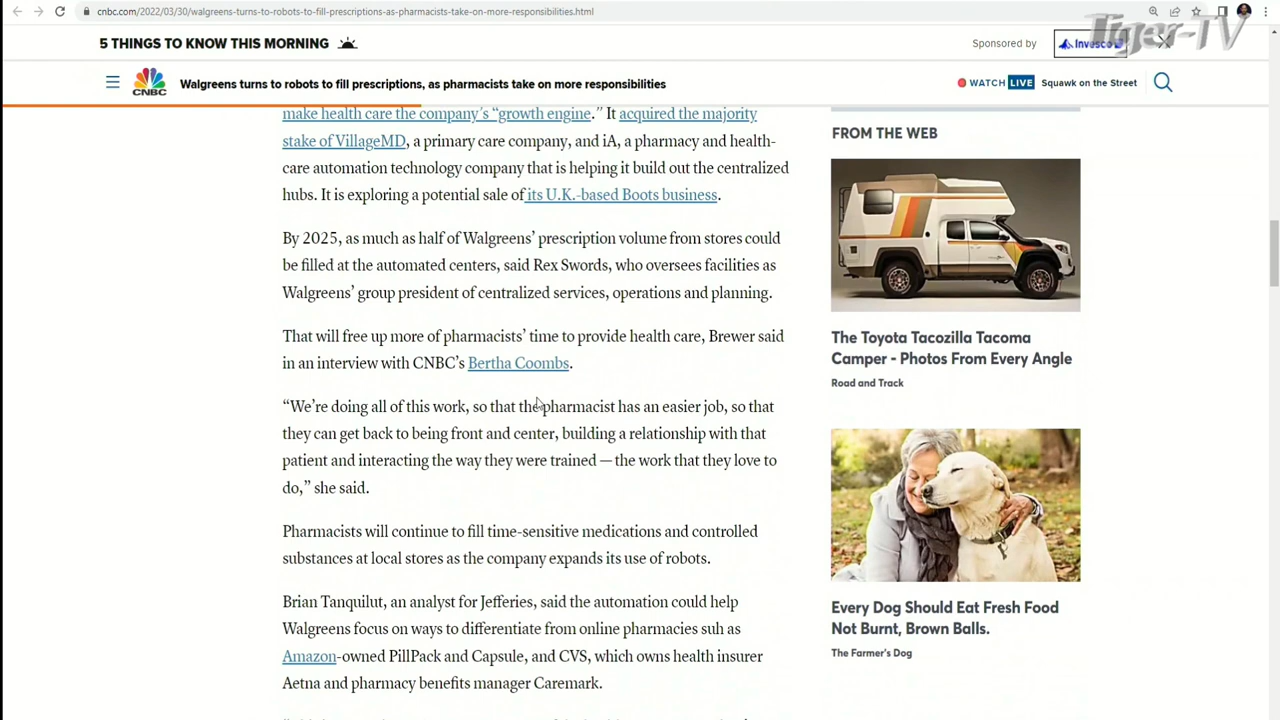 cnbc.com/2022/03/30/walgreens-turns-to-robots-to-fill-prescriptions-as-pharmacists-take-on-more-responsibilities.html
Tiger-TV
5 THINGS TO KNOW THIS MORNING
Sponsored by
Invesco
CNBC
Walgreens turns to robots to fill prescriptions, as pharmacists take on more responsibilities
WATCH LIVE Squawk on the Street
make health care the company’s “growth engine.” It acquired the majority
stake of VillageMD, a primary care company, and iA, a pharmacy and health-
care automation technology company that is helping it build out the centralized
hubs. It is exploring a potential sale of its U.K.-based Boots business.
By 2025, as much as half of Walgreens’ prescription volume from stores could
be filled at the automated centers, said Rex Swords, who oversees facilities as
Walgreens’ group president of centralized services, operations and planning.
That will free up more of pharmacists’ time to provide health care, Brewer said
in an interview with CNBC’s Bertha Coombs.
“We’re doing all of this work, so that the pharmacist has an easier job, so that
they can get back to being front and center, building a relationship with that
patient and interacting the way they were trained — the work that they love to
do,” she said.
Pharmacists will continue to fill time-sensitive medications and controlled
substances at local stores as the company expands its use of robots.
Brian Tanquilut, an analyst for Jefferies, said the automation could help
Walgreens focus on ways to differentiate from online pharmacies suh as
Amazon-owned PillPack and Capsule, and CVS, which owns health insurer
Aetna and pharmacy benefits manager Caremark.
FROM THE WEB
The Toyota Tacozilla Tacoma
Camper - Photos From Every Angle
Road and Track
Every Dog Should Eat Fresh Food
Not Burnt, Brown Balls.
The Farmer's Dog